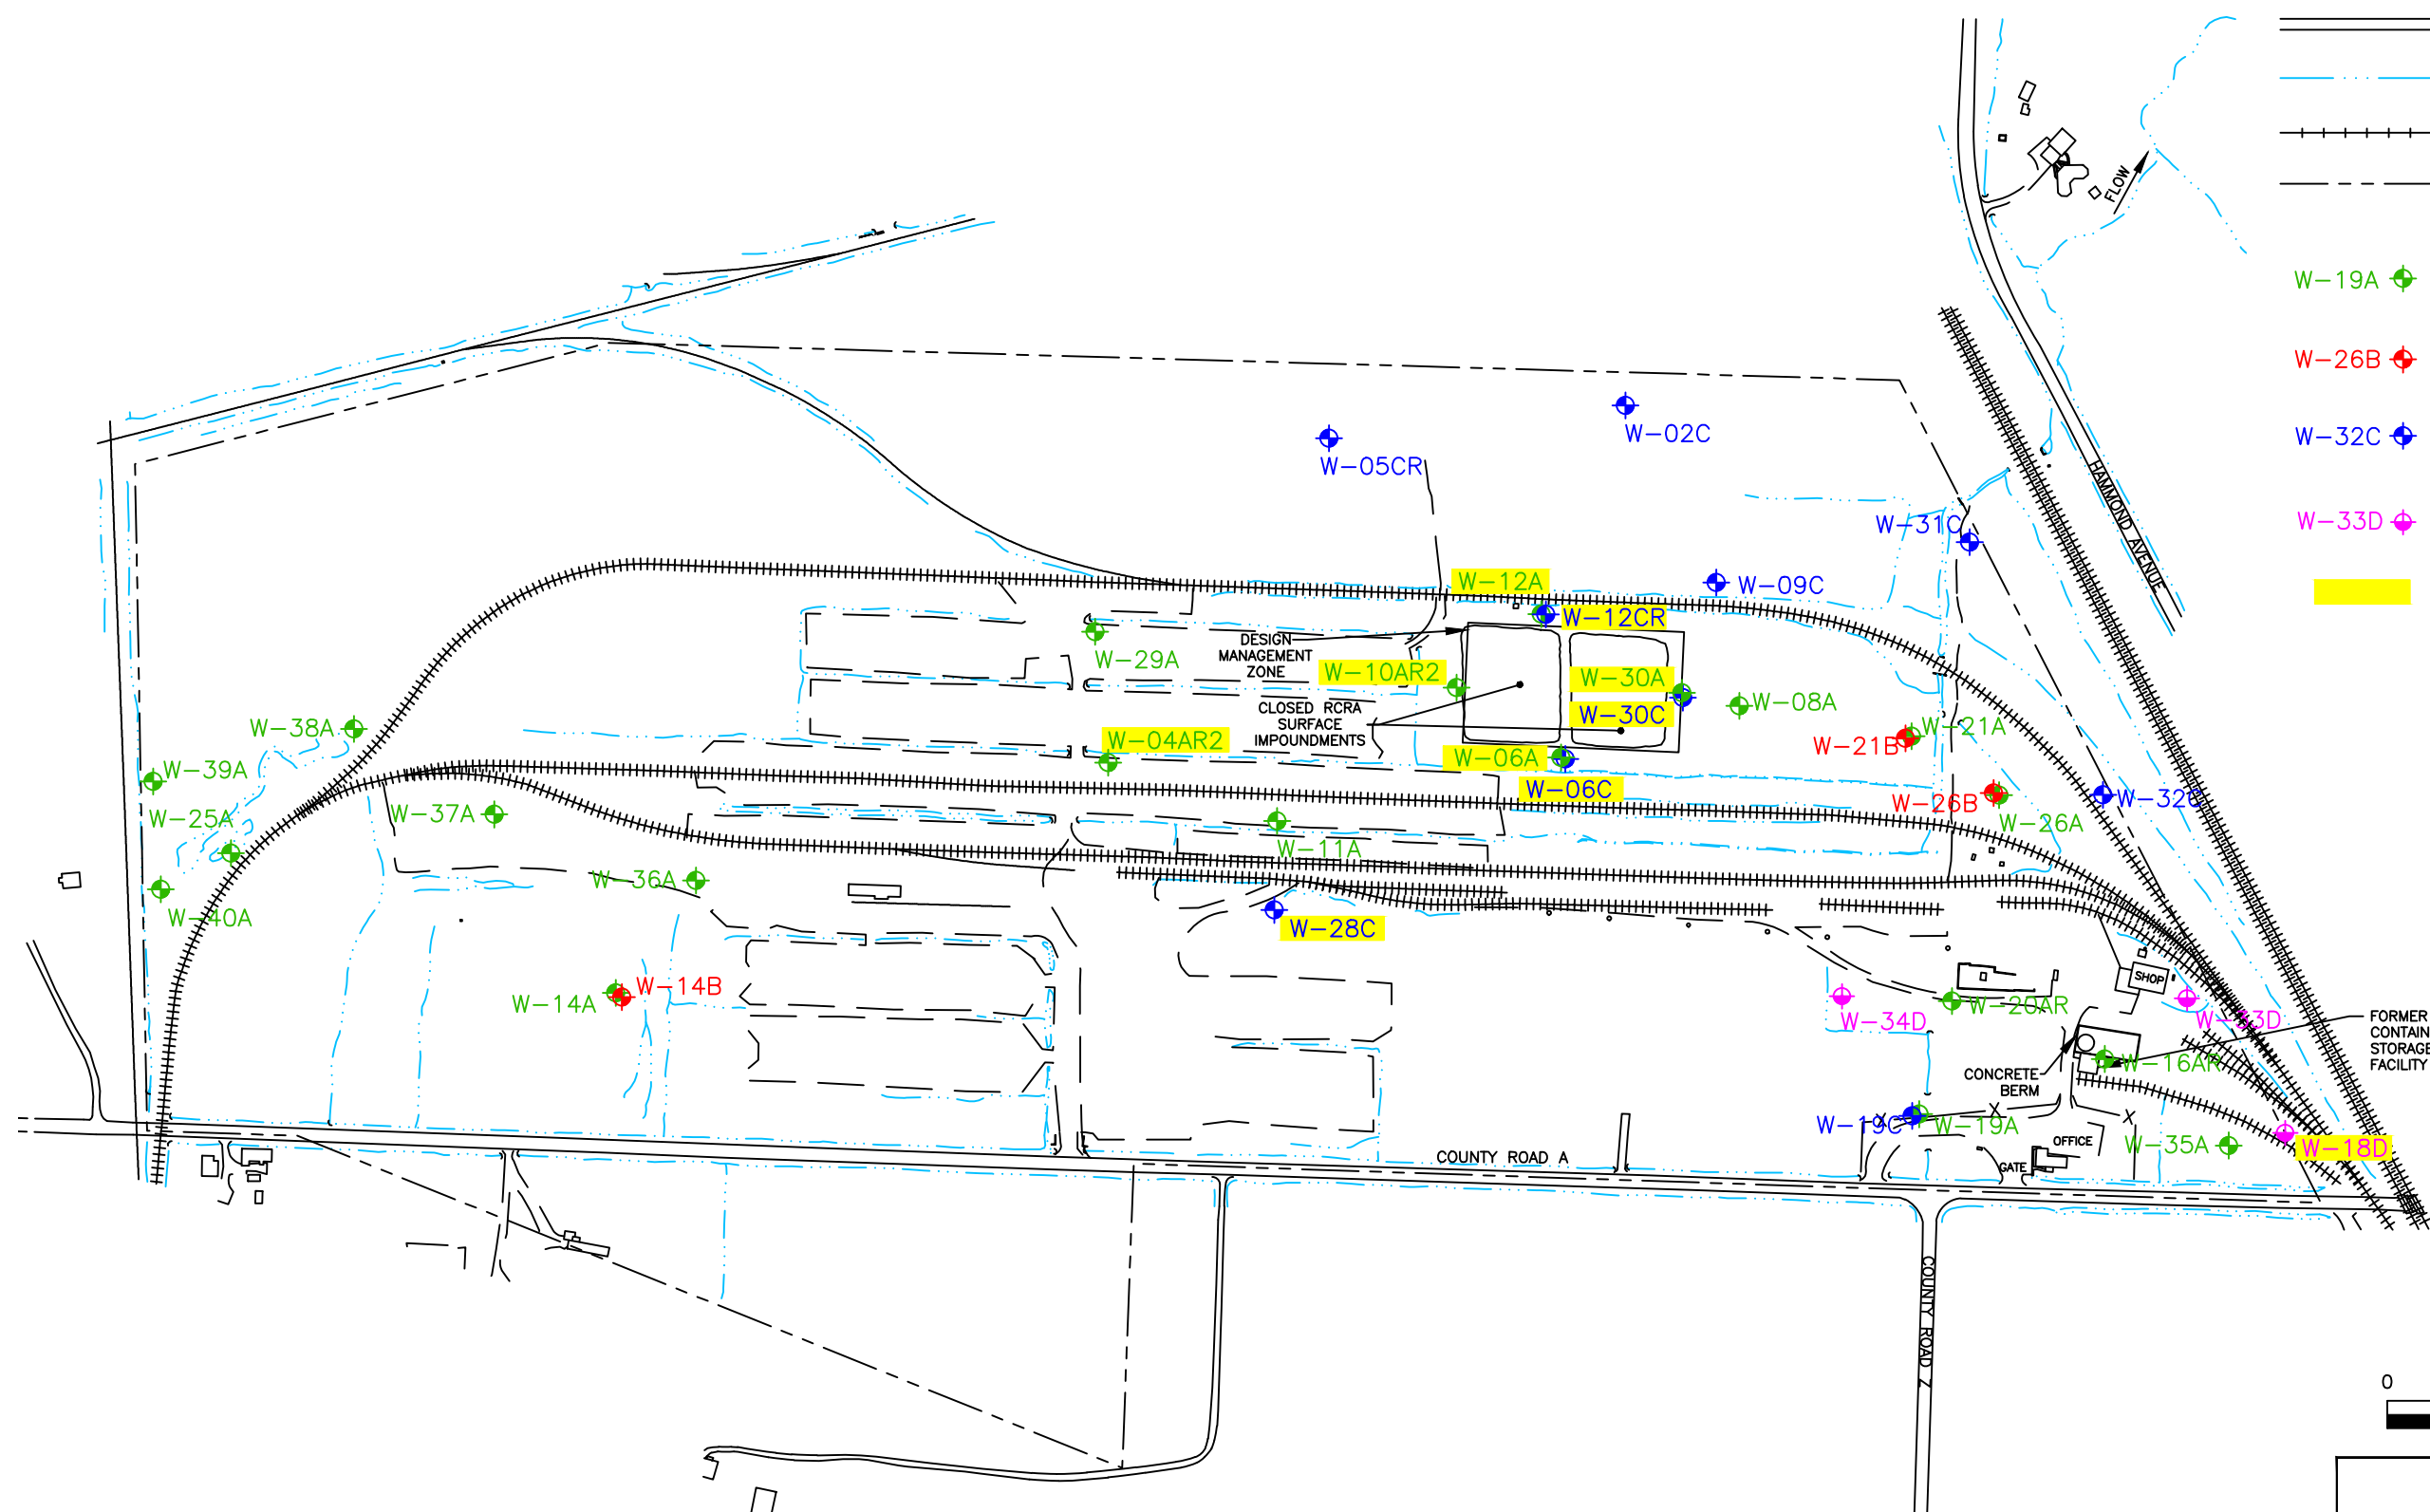 FLOW
W-19A
W-26B
W-32C
W-33D
HAMMOND AVENUE
W-02C
W-05CR
W-31C
W-12A
W-09C
W-12CR
DESIGN
MANAGEMENT
ZONE
W-29A
W-10AR2
W-30A
W-08A
CLOSED RCRA
SURFACE
IMPOUNDMENTS
W-30C
W-38A
W-04AR2
W-21A
W-21B
W-06A
W-39A
W-06C
W-32C
W-25A
W-37A
W-26B
W-26A
W-11A
W-36A
W-40A
W-28C
SHOP
W-14B
W-14A
W-20AR
W-34D
W-33D
FORMER
CONTAIN
STORAGE
FACILITY
W-16AR
CONCRETE
BERM
X
X
X
W-19C
W-19A
OFFICE
W-35A
W-18D
GATE
COUNTY ROAD A
COUNTY ROAD Z
0